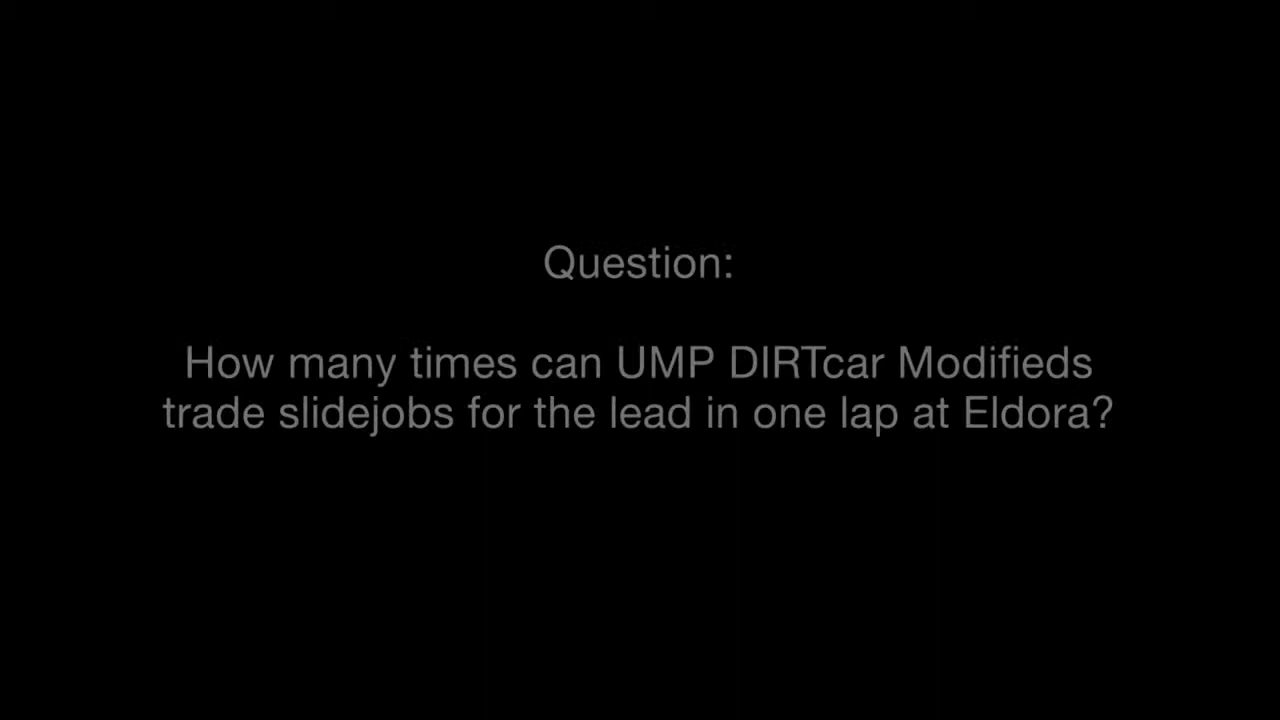 Question:
How many times can UMP DIRTcar Modifieds
trade slidejobs for the lead in one lap at Eldora?